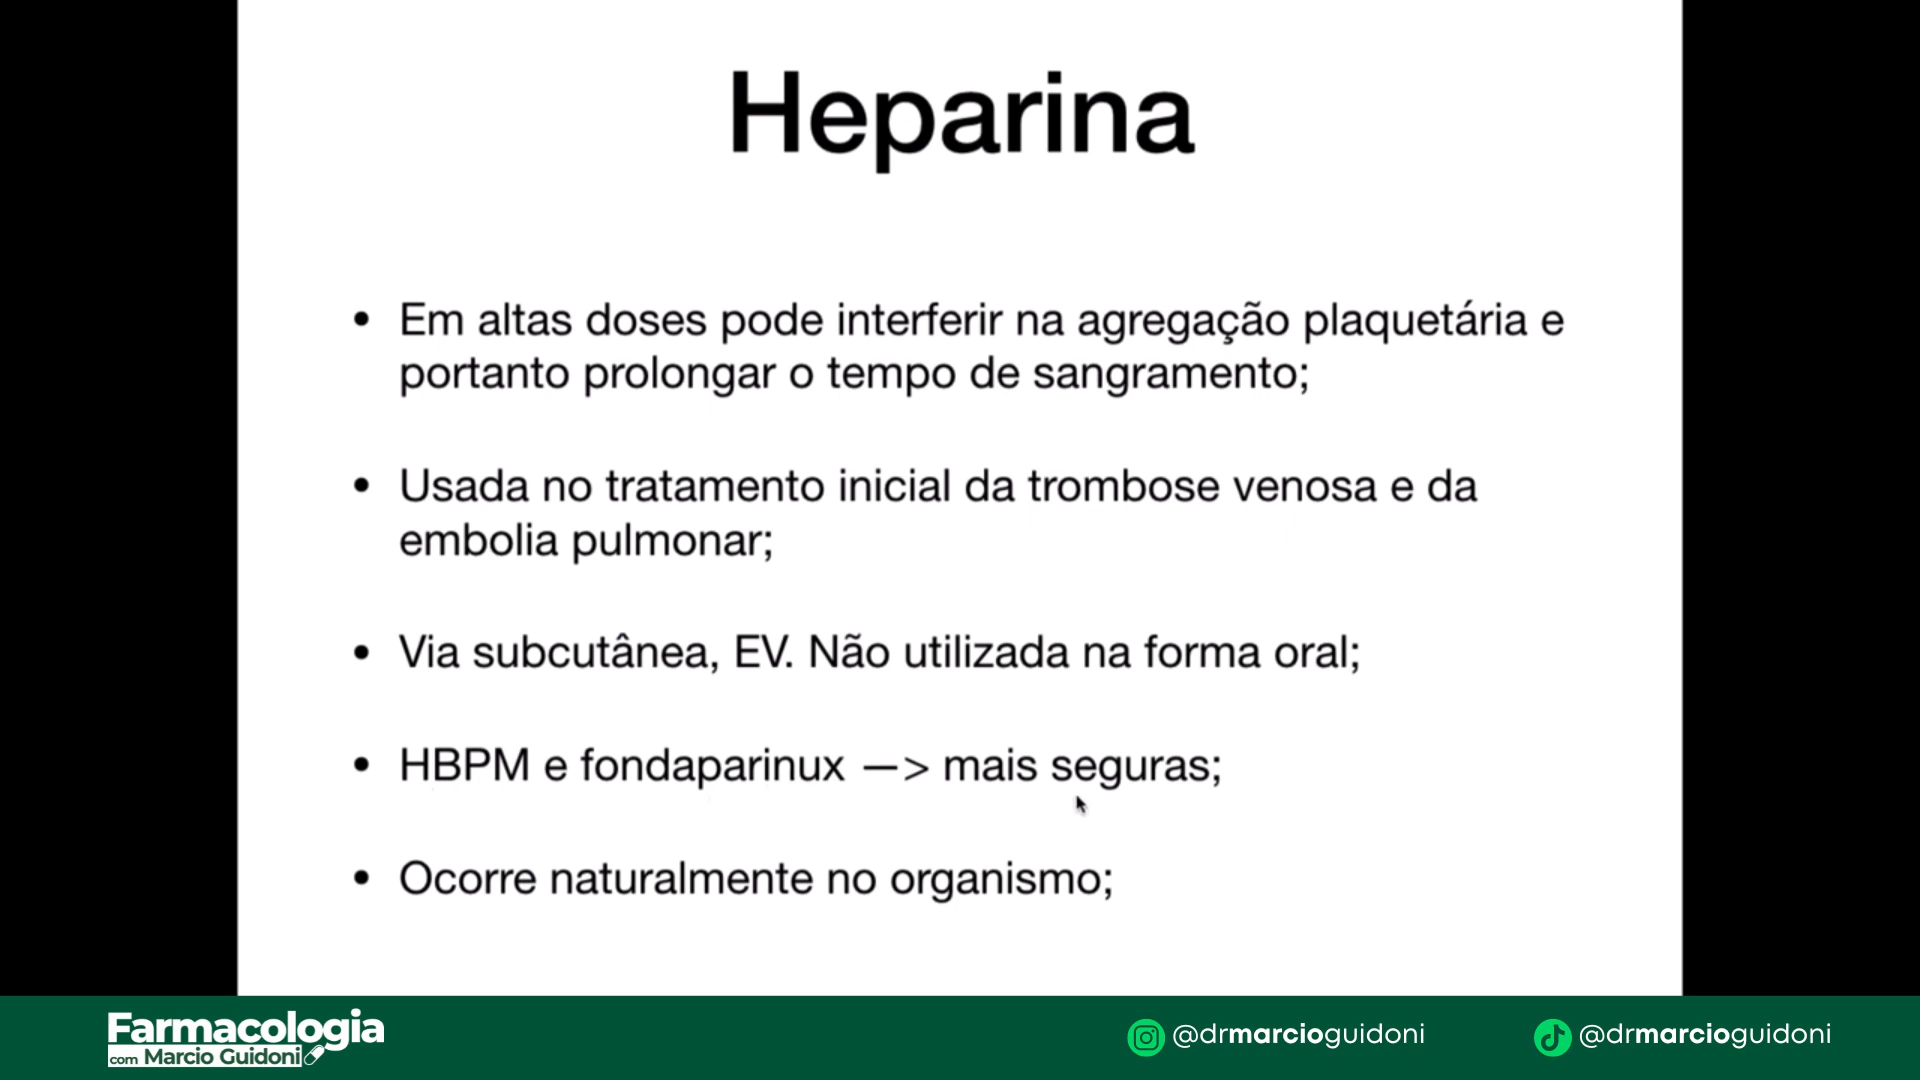 Heparina
• Em altas doses pode interferir na agregação plaquetária e
portanto prolongar o tempo de sangramento;
• Usada no tratamento inicial da trombose venosa e da
embolia pulmonar;
• Via subcutânea, EV. Não utilizada na forma oral;
• HBPM e fondaparinux —> mais seguras;
• Ocorre naturalmente no organismo;
Farmacologia
com Marcio Guidoni
@drmarcioguidoni
@drmarcioguidoni